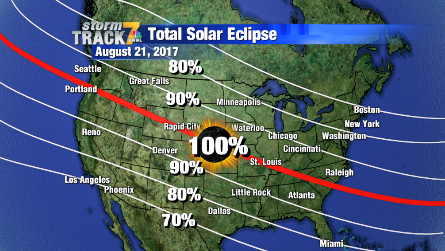 storm
TRACK 7
Total Solar Eclipse
August 21, 2017
80%
Seattle
Great Falls
Portland
90%
Minneapolis
Boston
New York
Reno
Rapid City
Waterloo
Chicago
Washington
100%
Denver
Cincinnati
St. Louis
90%
Raleigh
Los Angeles
Phoenix
80%
Little Rock
Atlanta
70%
Dallas
Miami